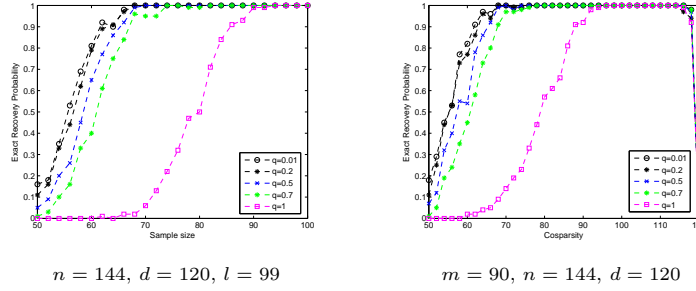 Exact Recovery Probability
1
0.9
0.8
0.7
0.6
0.5
0.4
0.3
0.2
0.1
0
50 60 70 80 90 100
Sample size
q=0.01
q=0.2
q=0.5
q=0.7
q=1
n = 144, d = 120, l = 99
Exact Recovery Probability
1
0.9
0.8
0.7
0.6
0.5
0.4
0.3
0.2
0.1
0
50 60 70 80 90 100 110
Cosparsity
q=0.01
q=0.2
q=0.5
q=0.7
q=1
m = 90, n = 144, d = 120